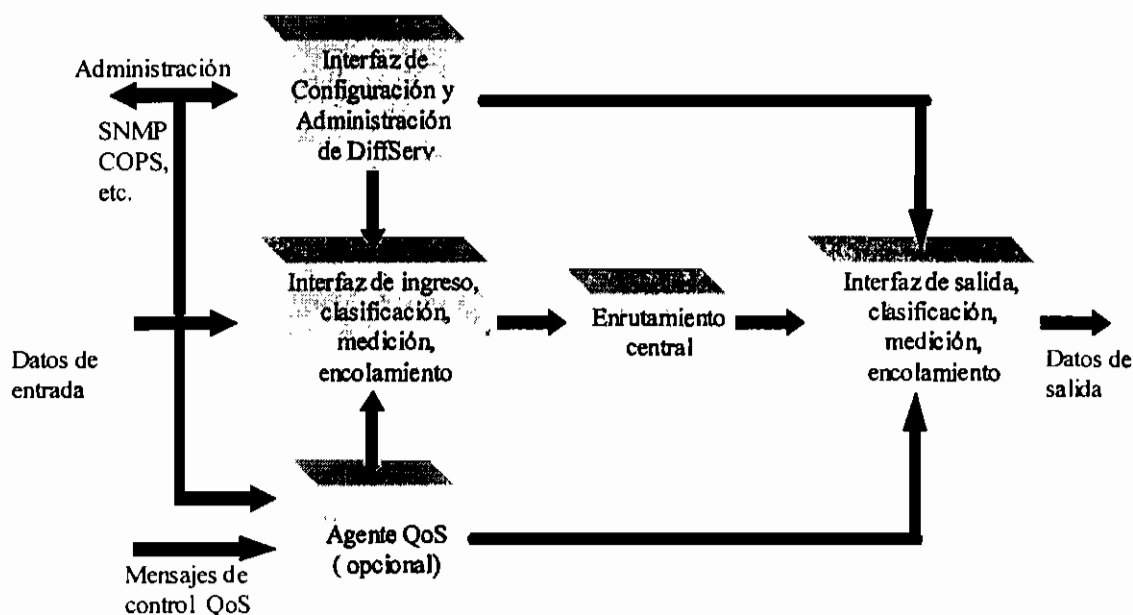 Administración
SNMP
COPS,
etc.
Interfaz de
Configuración y
Administración
de DiffServ
Datos de
entrada
Interfaz de ingreso,
clasificación,
medición,
encolamiento
Enrutamiento
central
Interfaz de salida,
clasificación,
medición,
encolamiento
Datos de
salida
Agente QoS
( opcional)
Mensajes de
control QoS